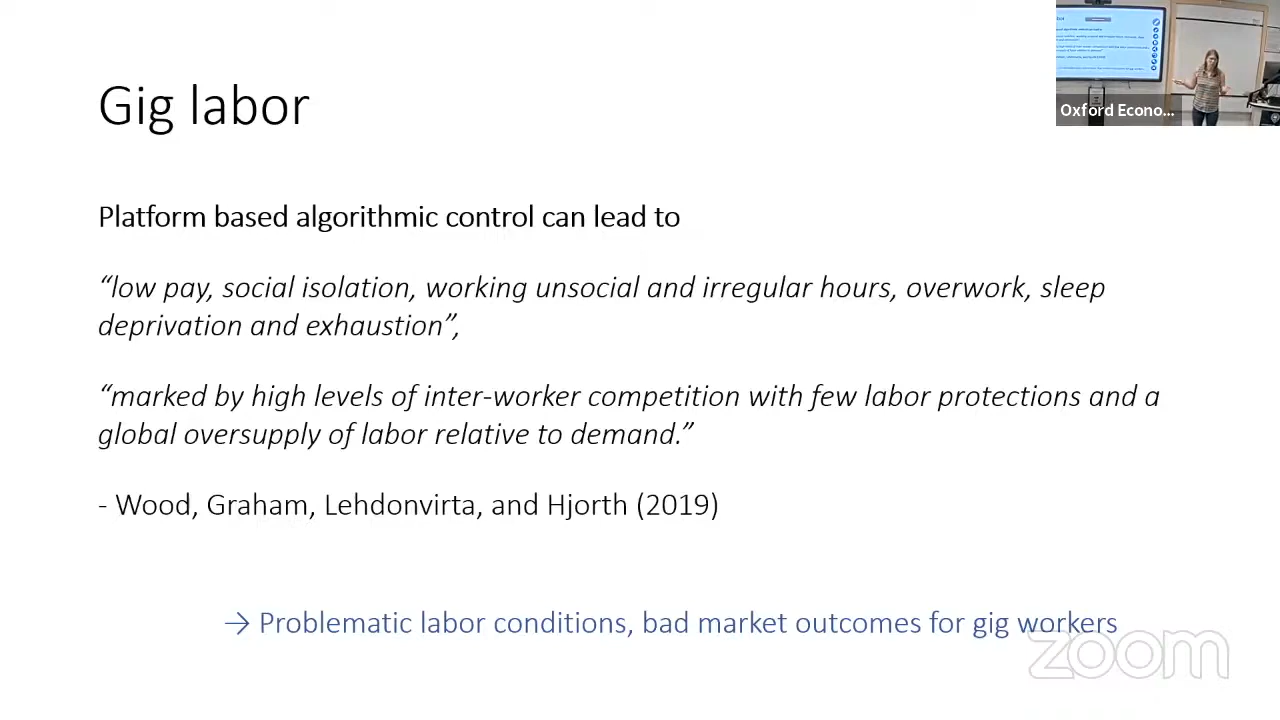 Gig labor
Oxford Econo...
Platform based algorithmic control can lead to
“low pay, social isolation, working unsocial and irregular hours, overwork, sleep
deprivation and exhaustion”,
“marked by high levels of inter-worker competition with few labor protections and a
global oversupply of labor relative to demand.”
- Wood, Graham, Lehdonvirta, and Hjorth (2019)
→ Problematic labor conditions, bad market outcomes for gig workers
zoom